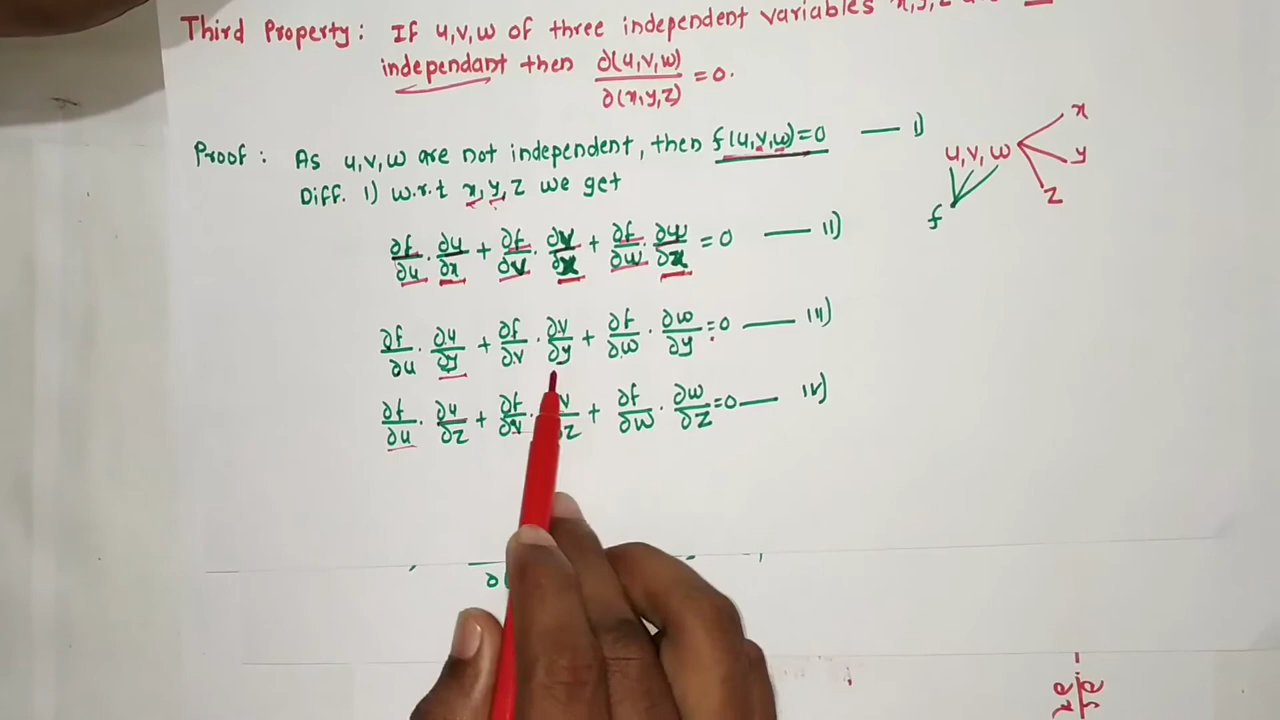 Third Property: If u,v,w of three independent variables x,y,z
independant then ∂(u,v,w)/∂(x,y,z) = 0.
Proof: As u,v,w are not independent, then f(u,v,w)=0 — i)
Diff. i) w.r.t x,y,z we get
∂f/∂u . ∂u/∂x + ∂f/∂v . ∂v/∂x + ∂f/∂w . ∂w/∂x = 0 — ii)
∂f/∂u . ∂u/∂y + ∂f/∂v . ∂v/∂y + ∂f/∂w . ∂w/∂y = 0 — iii)
∂f/∂u . ∂u/∂z + ∂f/∂v . ∂v/∂z + ∂f/∂w . ∂w/∂z = 0 — iv)
x
u,v,w y
z
f